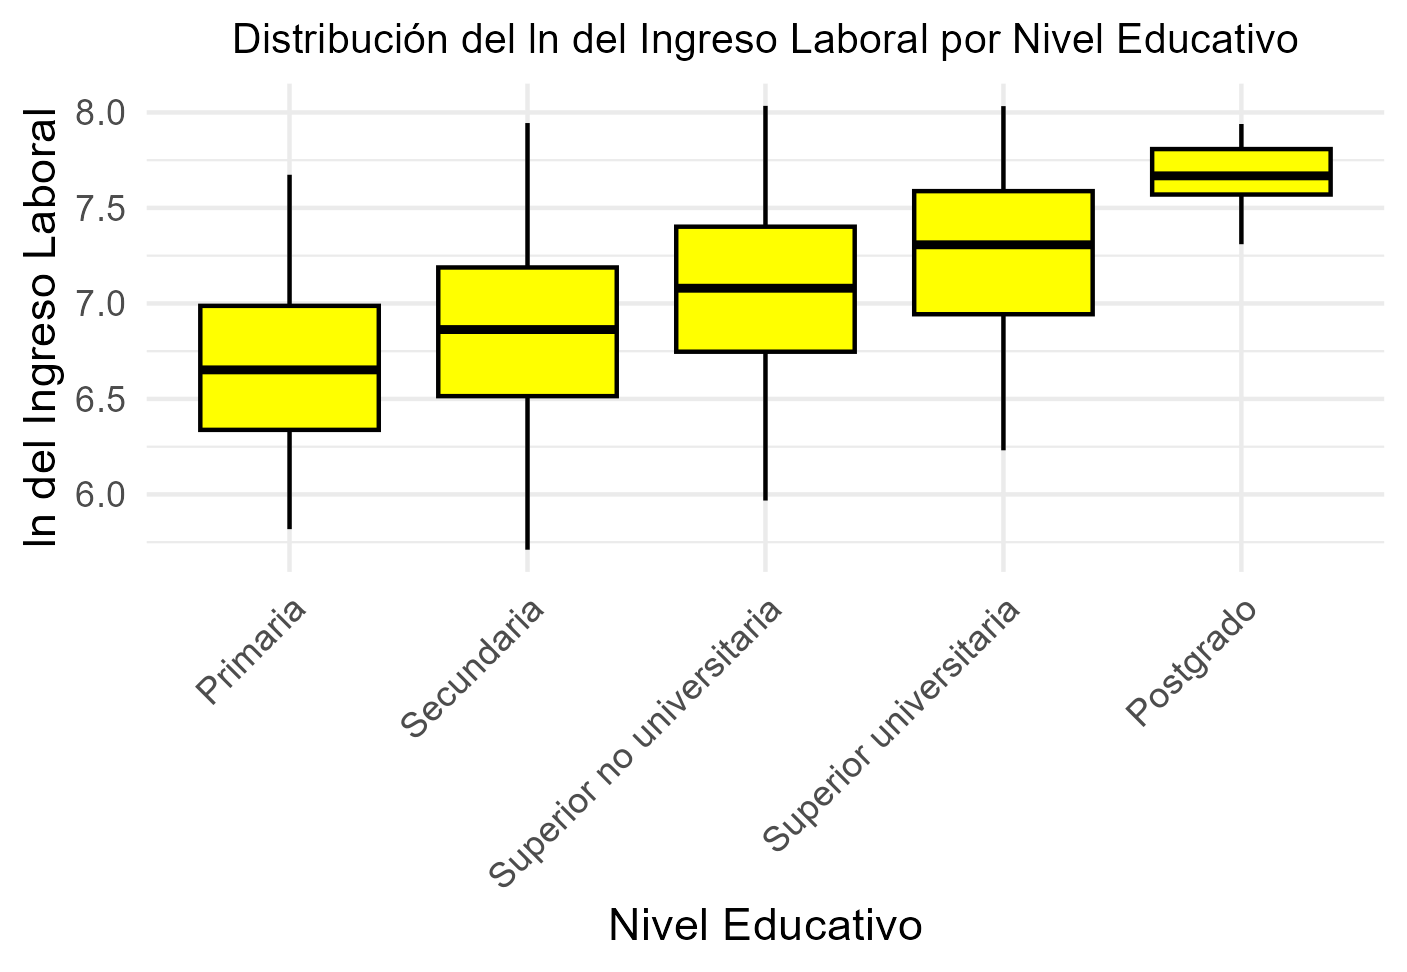 Distribución del ln del Ingreso Laboral por Nivel Educativo
ln del Ingreso Laboral
8.0
7.5
7.0
6.5
6.0
Primaria
Secundaria
Superior no universitaria
Superior universitaria
Postgrado
Nivel Educativo